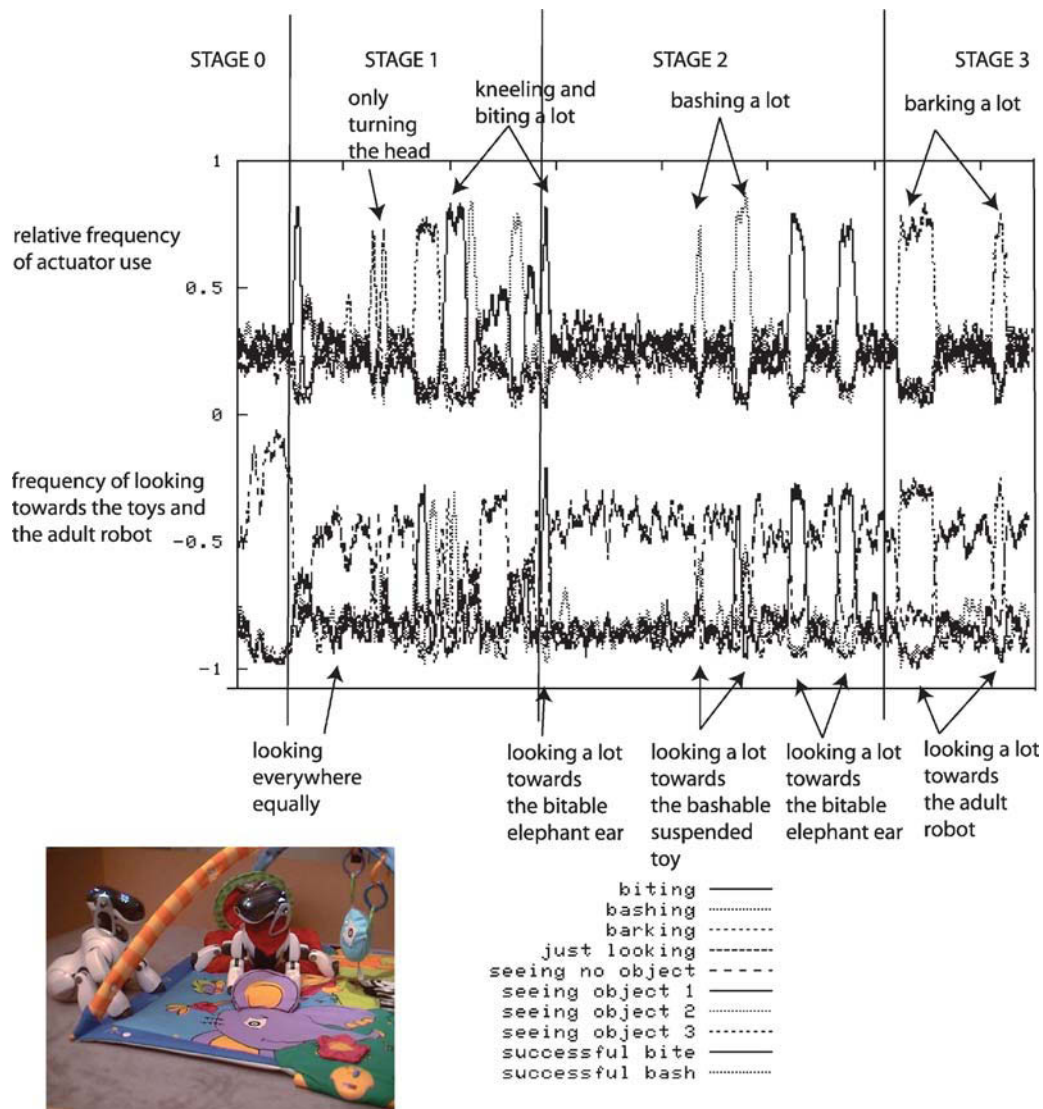 STAGE 0 STAGE 1 STAGE 2 STAGE 3
only
turning
the head
kneeling and
biting a lot
bashing a lot
barking a lot
1
relative frequency
of actuator use
0.5
0
frequency of looking
towards the toys and
the adult robot
-0.5
-1
looking
everywhere
equally
looking a lot
towards
the bitable
elephant ear
looking a lot
towards
the bashable
suspended
toy
looking a lot
towards
the bitable
elephant ear
looking a lot
towards
the adult
robot
biting
bashing
barking
just looking
seeing no object
seeing object 1
seeing object 2
seeing object 3
successful bite
successful bash